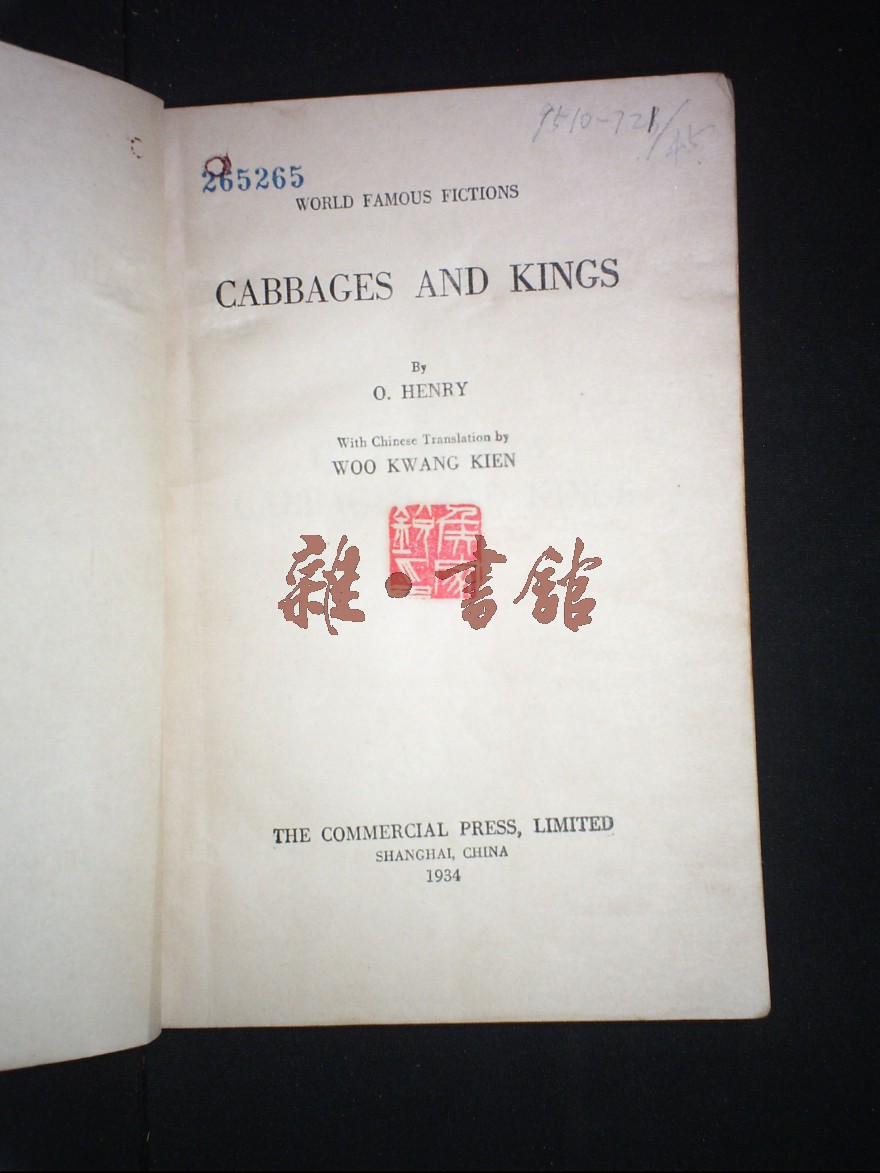 265265
WORLD FAMOUS FICTIONS
CABBAGES AND KINGS
By
O. HENRY
With Chinese Translation by
WOO KWANG KIEN
雜·書館
THE COMMERCIAL PRESS, LIMITED
SHANGHAI, CHINA
1934